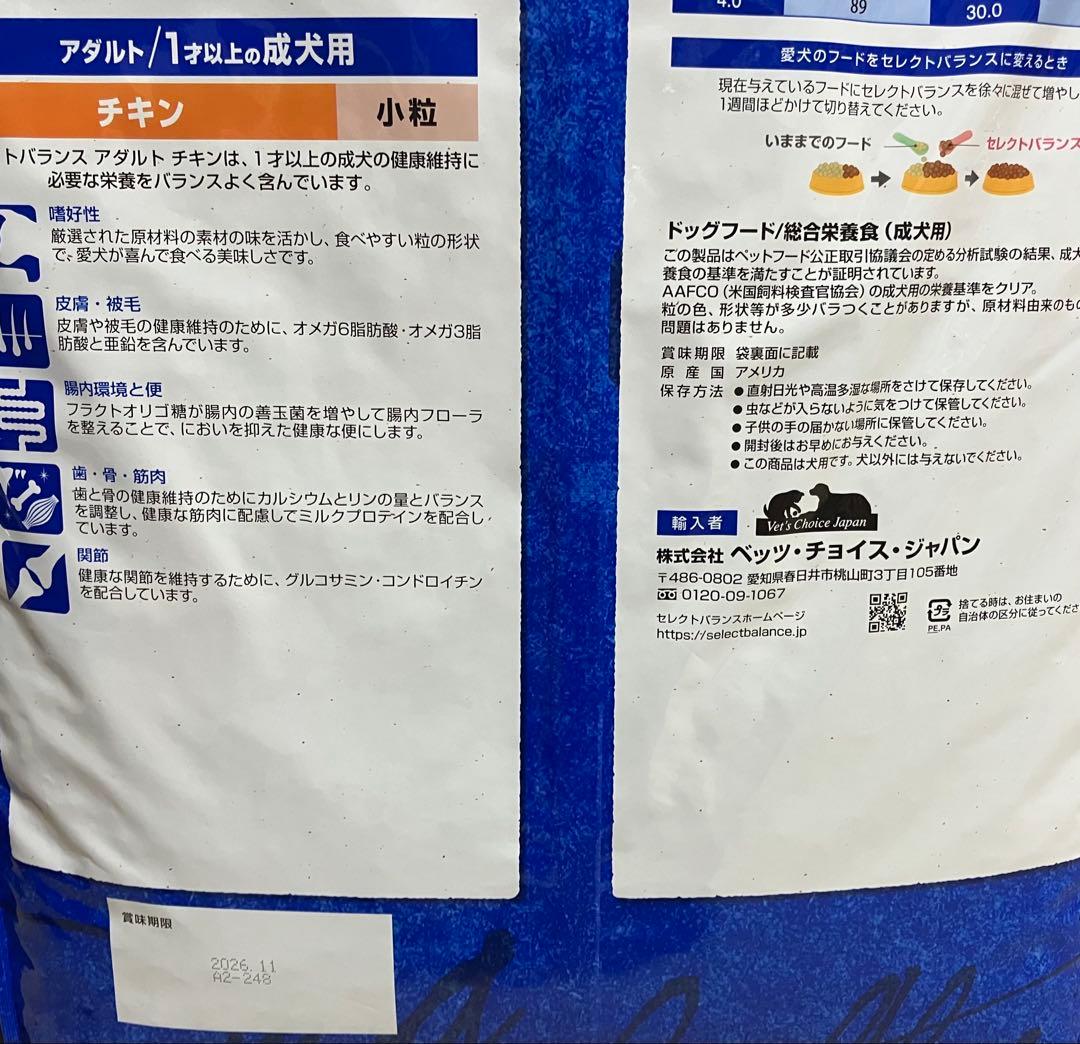 アダルト/1才以上の成犬用
チキン 小粒
トバランス アダルト チキンは、1才以上の成犬の健康維持に
必要な栄養をバランスよく含んでいます。
嗜好性
厳選された原材料の素材の味を活かし、食べやすい粒の形状
で、愛犬が喜んで食べる美味しさです。
皮膚・被毛
皮膚や被毛の健康維持のために、オメガ6脂肪酸・オメガ3脂
肪酸と亜鉛を含んでいます。
腸内環境と便
フラクトオリゴ糖が腸内の善玉菌を増やして腸内フローラ
を整えることで、においを抑えた健康な便にします。
歯・骨・筋肉
歯と骨の健康維持のためにカルシウムとリンの量とバランス
を調整し、健康な筋肉に配慮してミルクプロテインを配合し
ています。
関節
健康な関節を維持するために、グルコサミン・コンドロイチン
を配合しています。
賞味期限
2026.11
A2-248
4.0 89 30.0
愛犬のフードをセレクトバランスに変えるとき
現在与えているフードにセレクトバランスを徐々に混ぜて増やし
1週間ほどかけて切り替えてください。
いままでのフード セレクトバランス
ドッグフード/総合栄養食(成犬用)
この製品はペットフード公正取引協議会の定める分析試験の結果、成犬
養食の基準を満たすことが証明されています。
AAFCO(米国飼料検査官協会)の成犬用の栄養基準をクリア。
粒の色、形状等が多少バラつくことがありますが、原材料由来のもの
問題はありません。
賞味期限 袋裏面に記載
原産国 アメリカ
保存方法 ●直射日光や高温多湿な場所をさけて保存してください。
●虫などが入らないように気をつけて保管してください。
●子供の手の届かない場所に保管してください。
●開封後はお早めにお与えください。
●この商品は犬用です。犬以外には与えないでください。
輸入者 Vet's Choice Japan
株式会社 ベッツ・チョイス・ジャパン
〒486-0802 愛知県春日井市桃山町3丁目105番地
0120-09-1067
セレクトバランスホームページ
https://selectbalance.jp
プラ
PE,PA
捨てる時は、お住まいの
自治体の区分に従ってくださ